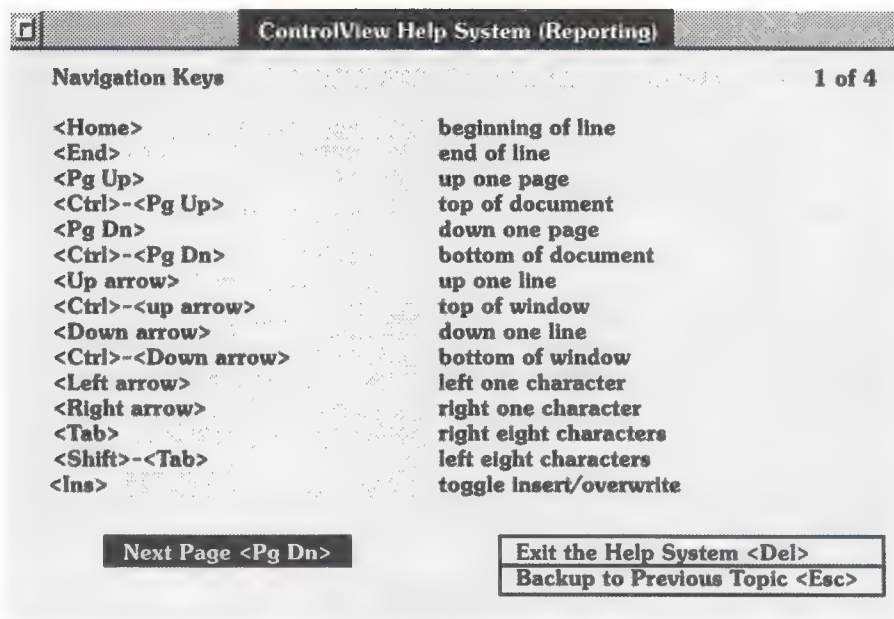 ControlView Help System (Reporting)
Navigation Keys 1 of 4
<Home> beginning of line
<End> end of line
<Pg Up> up one page
<Ctrl>-<Pg Up> top of document
<Pg Dn> down one page
<Ctrl>-<Pg Dn> bottom of document
<Up arrow> up one line
<Ctrl>-<up arrow> top of window
<Down arrow> down one line
<Ctrl>-<Down arrow> bottom of window
<Left arrow> left one character
<Right arrow> right one character
<Tab> right eight characters
<Shift>-<Tab> left eight characters
<Ins> toggle insert/overwrite
Next Page <Pg Dn>
Exit the Help System <Del>
Backup to Previous Topic <Esc>